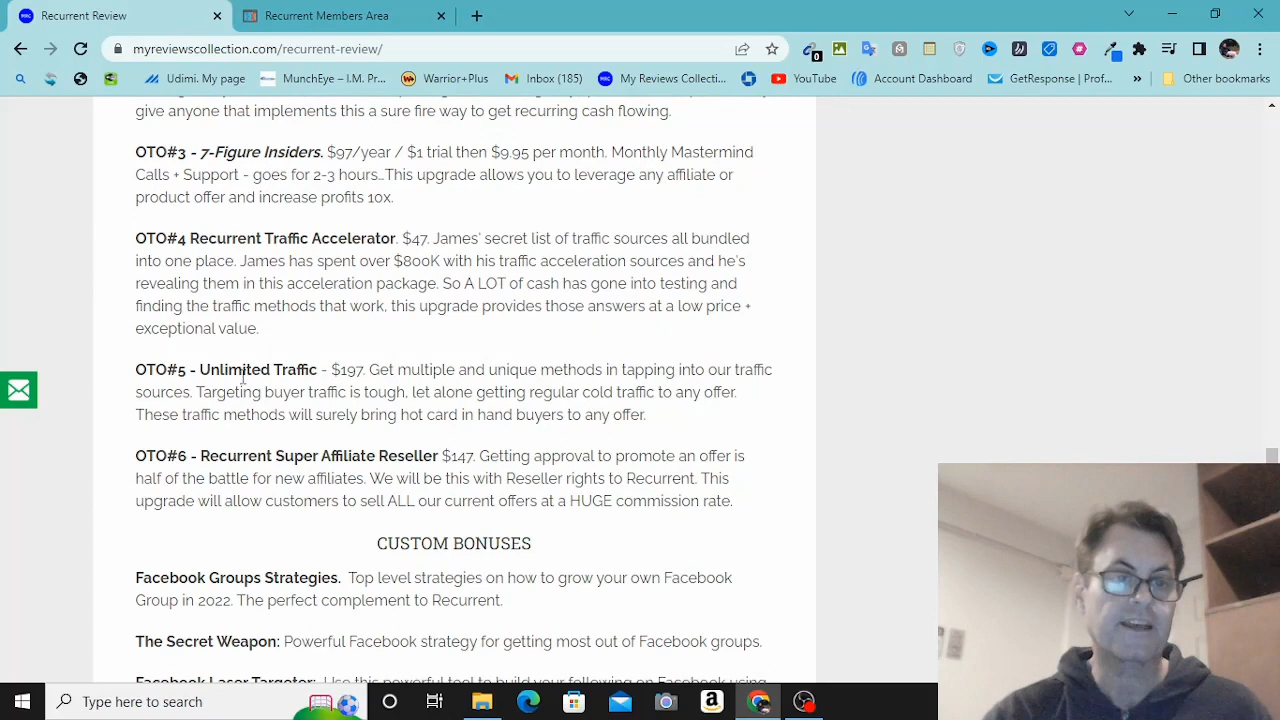 Recurrent Review
Recurrent Members Area
myreviewscollection.com/recurrent-review/
Udimi. My page
MunchEye – I.M. Pr...
Warrior+Plus
Inbox (185)
My Reviews Collecti...
YouTube
Account Dashboard
GetResponse | Prof...
Other bookmarks
give anyone that implements this a sure fire way to get recurring cash flowing.
OTO#3 - 7-Figure Insiders. $97/year / $1 trial then $9.95 per month. Monthly Mastermind
Calls + Support - goes for 2-3 hours...This upgrade allows you to leverage any affiliate or
product offer and increase profits 10x.
OTO#4 Recurrent Traffic Accelerator. $47. James' secret list of traffic sources all bundled
into one place. James has spent over $800K with his traffic acceleration sources and he's
revealing them in this acceleration package. So A LOT of cash has gone into testing and
finding the traffic methods that work, this upgrade provides those answers at a low price +
exceptional value.
OTO#5 - Unlimited Traffic - $197. Get multiple and unique methods in tapping into our traffic
sources. Targeting buyer traffic is tough, let alone getting regular cold traffic to any offer.
These traffic methods will surely bring hot card in hand buyers to any offer.
OTO#6 - Recurrent Super Affiliate Reseller $147. Getting approval to promote an offer is
half of the battle for new affiliates. We will be this with Reseller rights to Recurrent. This
upgrade will allow customers to sell ALL our current offers at a HUGE commission rate.
CUSTOM BONUSES
Facebook Groups Strategies. Top level strategies on how to grow your own Facebook
Group in 2022. The perfect complement to Recurrent.
The Secret Weapon: Powerful Facebook strategy for getting most out of Facebook groups.
Facebook Laser Targeter: Use this powerful tool to build your following on Facebook using
Type here to search